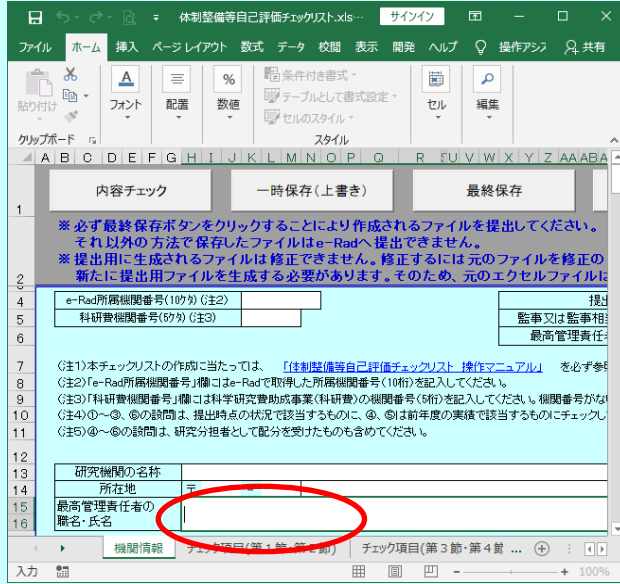 体制整備等自己評価チェックリスト.xls… サインイン
ファイル ホーム 挿入 ページレイアウト 数式 データ 校閲 表示 開発 ヘルプ 操作アシス 共有
貼り付け フォント 配置 数値 条件付き書式 テーブルとして書式設定 セルのスタイル セル 編集
クリップボード スタイル
A B C D E F G H I J K L M N O P Q R S U V W X Y Z AA AB A
内容チェック 一時保存(上書き) 最終保存
1
※必ず最終保存ボタンをクリックすることにより作成されるファイルを提出してください。
それ以外の方法で保存したファイルはe-Radへ提出できません。
※提出用に生成されるファイルは修正できません。修正するには元のファイルを修正の
2 新たに提出用ファイルを生成する必要があります。そのため、元のエクセルファイルに
4 e-Rad所属機関番号(10ケタ)(注2) 提出
5 科研費機関番号(5ケタ)(注3) 監事又は監事相
6 最高管理責任者
7 (注1)本チェックリストの作成に当たっては、 「体制整備等自己評価チェックリスト 操作マニュアル」 を必ず参
8 (注2)「e-Rad所属機関番号」欄にはe-Radで取得した所属機関番号(10桁)を記入してください。
9 (注3)「科研費機関番号」欄には科学研究費助成事業(科研費)の機関番号(5桁)を記入してください。機関番号がな
10 (注4)①~③、⑥の設問は、提出時点の状況で該当するものに、④、⑤は前年度の実績で該当するものにチェックし
11 (注5)④~⑥の設問は、研究分担者として配分を受けたものも含めてください。
12
13 研究機関の名称
14 所在地 〒 -
15 最高管理責任者の
16 職名・氏名
機関情報 チェック項目(第1節・第2節) チェック項目(第3節・第4節 …
入力 100%